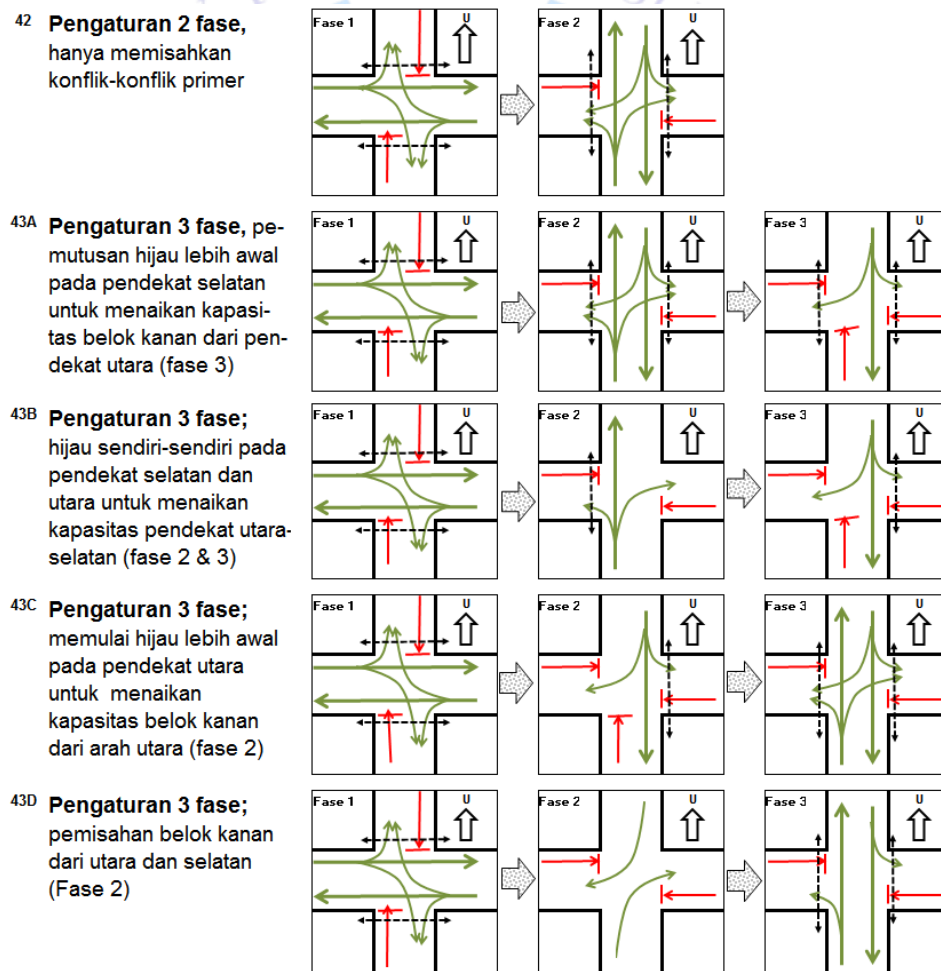 42 Pengaturan 2 fase,
hanya memisahkan
konflik-konflik primer
Fase 1 U
Fase 2 U
43A Pengaturan 3 fase, pe-
mutusan hijau lebih awal
pada pendekat selatan
untuk menaikan kapasi-
tas belok kanan dari pen-
dekat utara (fase 3)
Fase 1 U
Fase 2 U
Fase 3 U
43B Pengaturan 3 fase;
hijau sendiri-sendiri pada
pendekat selatan dan
utara untuk menaikan
kapasitas pendekat utara-
selatan (fase 2 & 3)
Fase 1 U
Fase 2 U
Fase 3 U
43C Pengaturan 3 fase;
memulai hijau lebih awal
pada pendekat utara
untuk menaikan
kapasitas belok kanan
dari arah utara (fase 2)
Fase 1 U
Fase 2 U
Fase 3 U
43D Pengaturan 3 fase;
pemisahan belok kanan
dari utara dan selatan
(Fase 2)
Fase 1 U
Fase 2 U
Fase 3 U